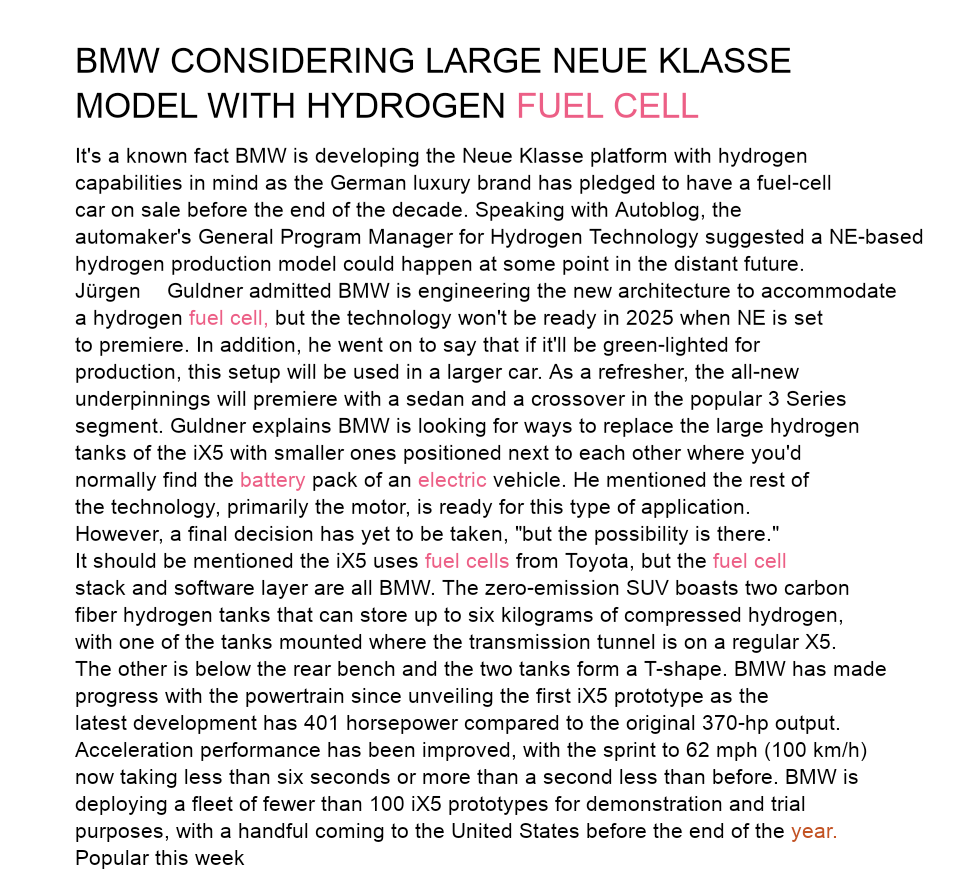 BMW CONSIDERING LARGE NEUE KLASSE
MODEL WITH HYDROGEN FUEL CELL
It's a known fact BMW is developing the Neue Klasse platform with hydrogen
capabilities in mind as the German luxury brand has pledged to have a fuel-cell
car on sale before the end of the decade. Speaking with Autoblog, the
automaker's General Program Manager for Hydrogen Technology suggested a NE-based
hydrogen production model could happen at some point in the distant future.
Jürgen Guldner admitted BMW is engineering the new architecture to accommodate
a hydrogen fuel cell, but the technology won't be ready in 2025 when NE is set
to premiere. In addition, he went on to say that if it'll be green-lighted for
production, this setup will be used in a larger car. As a refresher, the all-new
underpinnings will premiere with a sedan and a crossover in the popular 3 Series
segment. Guldner explains BMW is looking for ways to replace the large hydrogen
tanks of the iX5 with smaller ones positioned next to each other where you'd
normally find the battery pack of an electric vehicle. He mentioned the rest of
the technology, primarily the motor, is ready for this type of application.
However, a final decision has yet to be taken, "but the possibility is there."
It should be mentioned the iX5 uses fuel cells from Toyota, but the fuel cell
stack and software layer are all BMW. The zero-emission SUV boasts two carbon
fiber hydrogen tanks that can store up to six kilograms of compressed hydrogen,
with one of the tanks mounted where the transmission tunnel is on a regular X5.
The other is below the rear bench and the two tanks form a T-shape. BMW has made
progress with the powertrain since unveiling the first iX5 prototype as the
latest development has 401 horsepower compared to the original 370-hp output.
Acceleration performance has been improved, with the sprint to 62 mph (100 km/h)
now taking less than six seconds or more than a second less than before. BMW is
deploying a fleet of fewer than 100 iX5 prototypes for demonstration and trial
purposes, with a handful coming to the United States before the end of the year.
Popular this week